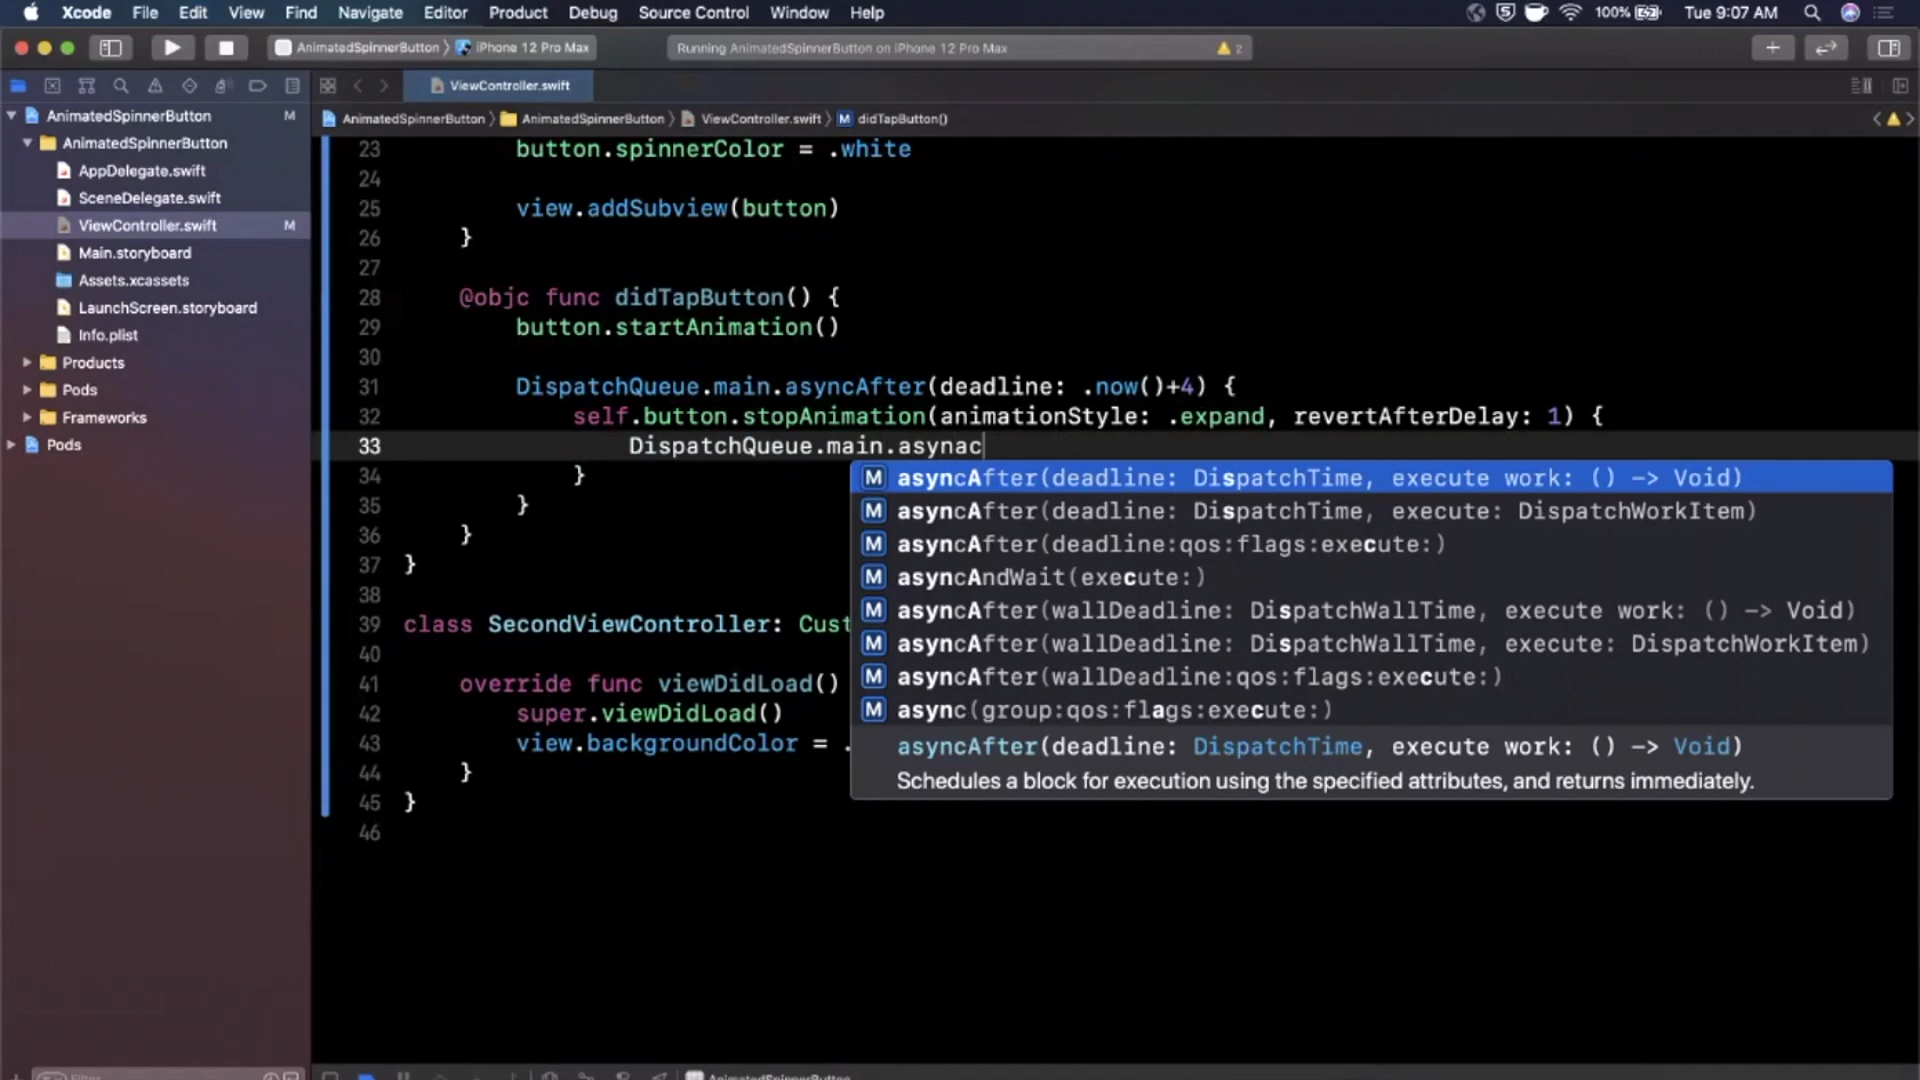 Xcode File Edit View Find Navigate Editor Product Debug Source Control Window Help 100% Tue 9:07 AM
AnimatedSpinnerButton iPhone 12 Pro Max Running AnimatedSpinnerButton on iPhone 12 Pro Max 2
ViewController.swift
AnimatedSpinnerButton M
AnimatedSpinnerButton
AppDelegate.swift
SceneDelegate.swift
ViewController.swift M
Main.storyboard
Assets.xcassets
LaunchScreen.storyboard
Info.plist
Products
Pods
Frameworks
Pods
AnimatedSpinnerButton AnimatedSpinnerButton ViewController.swift M didTapButton()
23 button.spinnerColor = .white
24
25 view.addSubview(button)
26 }
27
28 @objc func didTapButton() {
29 button.startAnimation()
30
31 DispatchQueue.main.asyncAfter(deadline: .now()+4) {
32 self.button.stopAnimation(animationStyle: .expand, revertAfterDelay: 1) {
33 DispatchQueue.main.asynac
34 }
35 }
36 }
37 }
38
39 class SecondViewController: Cust
40
41 override func viewDidLoad()
42 super.viewDidLoad()
43 view.backgroundColor = .
44 }
45 }
46
M asyncAfter(deadline: DispatchTime, execute work: () -> Void)
M asyncAfter(deadline: DispatchTime, execute: DispatchWorkItem)
M asyncAfter(deadline:qos:flags:execute:)
M asyncAndWait(execute:)
M asyncAfter(wallDeadline: DispatchWallTime, execute work: () -> Void)
M asyncAfter(wallDeadline: DispatchWallTime, execute: DispatchWorkItem)
M asyncAfter(wallDeadline:qos:flags:execute:)
M async(group:qos:flags:execute:)
asyncAfter(deadline: DispatchTime, execute work: () -> Void)
Schedules a block for execution using the specified attributes, and returns immediately.
Filter
AnimatedSpinnerButton